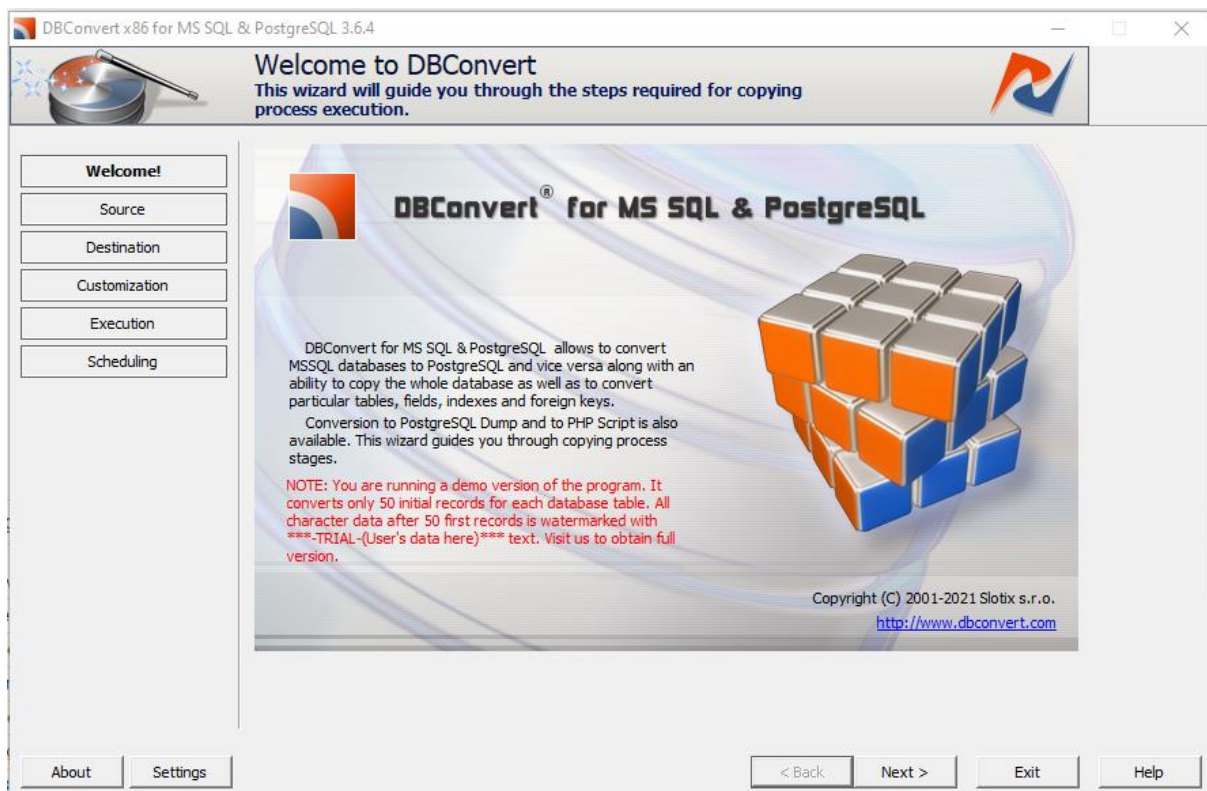 DBConvert x86 for MS SQL & PostgreSQL 3.6.4
Welcome to DBConvert
This wizard will guide you through the steps required for copying
process execution.
Welcome!
Source
Destination
Customization
Execution
Scheduling
DBConvert® for MS SQL & PostgreSQL
DBConvert for MS SQL & PostgreSQL allows to convert
MSSQL databases to PostgreSQL and vice versa along with an
ability to copy the whole database as well as to convert
particular tables, fields, indexes and foreign keys.
Conversion to PostgreSQL Dump and to PHP Script is also
available. This wizard guides you through copying process
stages.
NOTE: You are running a demo version of the program. It
converts only 50 initial records for each database table. All
character data after 50 first records is watermarked with
***-TRIAL-(User's data here)*** text. Visit us to obtain full
version.
Copyright (C) 2001-2021 Slotix s.r.o.
http://www.dbconvert.com
About
Settings
< Back
Next >
Exit
Help